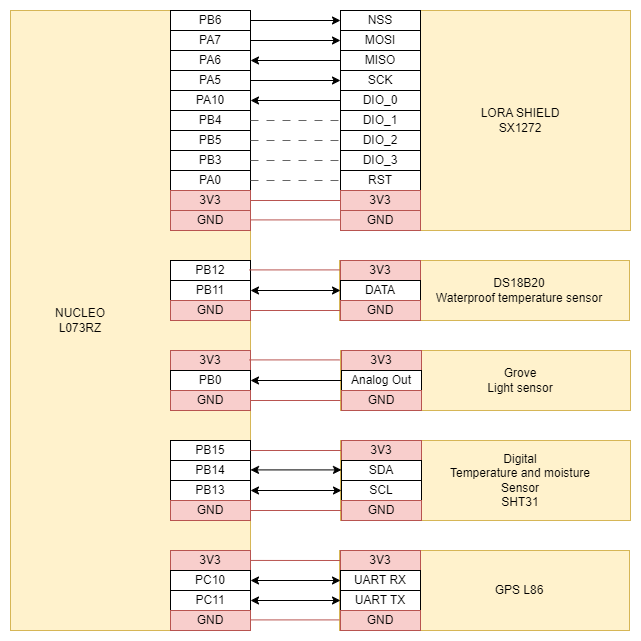 PB6 NSS
PA7 MOSI
PA6 MISO
PA5 SCK
PA10 DIO_0
PB4 DIO_1
PB5 DIO_2
PB3 DIO_3
PA0 RST
3V3 3V3
GND GND
LORA SHIELD
SX1272
NUCLEO
L073RZ
PB12 3V3
PB11 DATA
GND GND
DS18B20
Waterproof temperature sensor
3V3 3V3
PB0 Analog Out
GND GND
Grove
Light sensor
PB15 3V3
PB14 SDA
PB13 SCL
GND GND
Digital
Temperature and moisture
Sensor
SHT31
3V3 3V3
PC10 UART RX
PC11 UART TX
GND GND
GPS L86